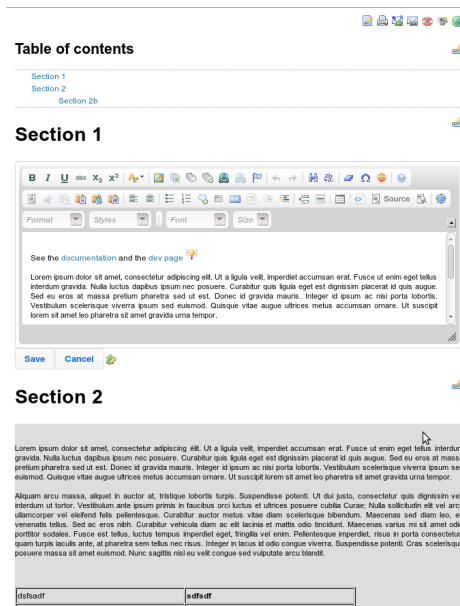 Table of contents
Section 1
Section 2
Section 2b
Section 1
B I U abc X2 X2 A
Source
Format Styles Font Size
See the documentation and the dev page
Lorem ipsum dolor sit amet, consectetur adipiscing elit. Ut a ligula velit, imperdiet accumsan erat. Fusce ut enim eget tellus
interdum gravida. Nulla luctus dapibus ipsum nec posuere. Curabitur quis ligula eget est dignissim placerat id quis augue.
Sed eu eros at massa pretium pharetra sed ut est. Donec id gravida mauris. Integer id ipsum ac nisi porta lobortis.
Vestibulum scelerisque viverra ipsum sed euismod. Quisque vitae augue ultrices metus accumsan ornare. Ut suscipit
lorem sit amet leo pharetra sit amet gravida urna tempor.
Save Cancel
Section 2
Lorem ipsum dolor sit amet, consectetur adipiscing elit. Ut a ligula velit, imperdiet accumsan erat. Fusce ut enim eget tellus interdum
gravida. Nulla luctus dapibus ipsum nec posuere. Curabitur quis ligula eget est dignissim placerat id quis augue. Sed eu eros at mass
pretium pharetra sed ut est. Donec id gravida mauris. Integer id ipsum ac nisi porta lobortis. Vestibulum scelerisque viverra ipsum se
euismod. Quisque vitae augue ultrices metus accumsan ornare. Ut suscipit lorem sit amet leo pharetra sit amet gravida urna tempor.
Aliquam arcu massa, aliquet in auctor at, tristique lobortis turpis. Suspendisse potenti. Ut dui justo, consectetur quis dignissim vel
interdum ut tortor. Vestibulum ante ipsum primis in faucibus orci luctus et ultrices posuere cubilia Curae; Nulla sollicitudin elit vel arc
ullamcorper vel eleifend felis pellentesque. Curabitur auctor metus vitae diam scelerisque bibendum. Maecenas sed diam leo, e
venenatis tellus. Sed ac eros nibh. Curabitur vehicula diam ac elit lacinia et mattis odio tincidunt. Maecenas varius mi sit amet odi
porttitor sodales. Fusce est tellus, luctus tempus imperdiet eget, fringilla vel enim. Pellentesque imperdiet, risus in porta consectetur
quam turpis iaculis ante, at pharetra sem tellus nec risus. Integer in lacus id odio congue viverra. Suspendisse potenti. Cras scelerisqu
posuere massa sit amet euismod. Nunc sagittis nisl eu velit congue sed vulputate arcu blandit.
dsfsadf sdfsdf